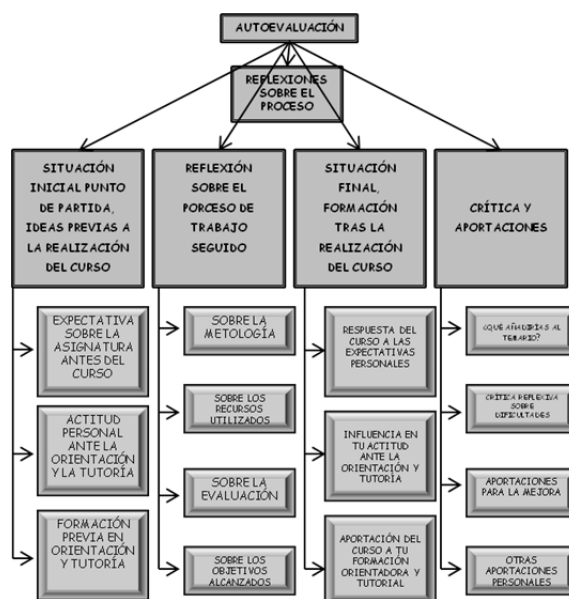 AUTOEVALUACIÓN
REFLEXIONES
SOBRE EL
PROCESO
SITUACIÓN
INICIAL PUNTO
DE PARTIDA,
IDEAS PREVIAS A
LA REALIZACIÓN
DEL CURSO
EXPECTATIVA
SOBRE LA
ASIGNATURA
ANTES DEL
CURSO
ACTITUD
PERSONAL
ANTE LA
ORIENTACIÓN
Y LA TUTORÍA
FORMACIÓN
PREVIA EN
ORIENTACIÓN
Y TUTORÍA
REFLEXIÓN
SOBRE EL
PORCESO DE
TRABAJO
SEGUIDO
SOBRE LA
METOLOGÍA
SOBRE LOS
RECURSOS
UTILIZADOS
SOBRE LA
EVALUACIÓN
SOBRE LOS
OBJETIVOS
ALCANZADOS
SITUACIÓN
FINAL,
FORMACIÓN
TRAS LA
REALIZACIÓN
DEL CURSO
RESPUESTA DEL
CURSO A LAS
EXPECTATIVAS
PERSONALES
INFLUENCIA EN
TU ACTITUD
ANTE LA
ORIENTACIÓN Y
TUTORÍA
APORTACIÓN DEL
CURSO A TU
FORMACIÓN
ORIENTADORA Y
TUTORIAL
CRÍTICA Y
APORTACIONES
¿QUÉ AÑADIRÍAS AL
TEMARIO?
CRÍTICA REFLEXIVA
SOBRE
DIFICULTADES
APORTACIONES
PARA LA MEJORA
OTRAS
APORTACIONES
PERSONALES